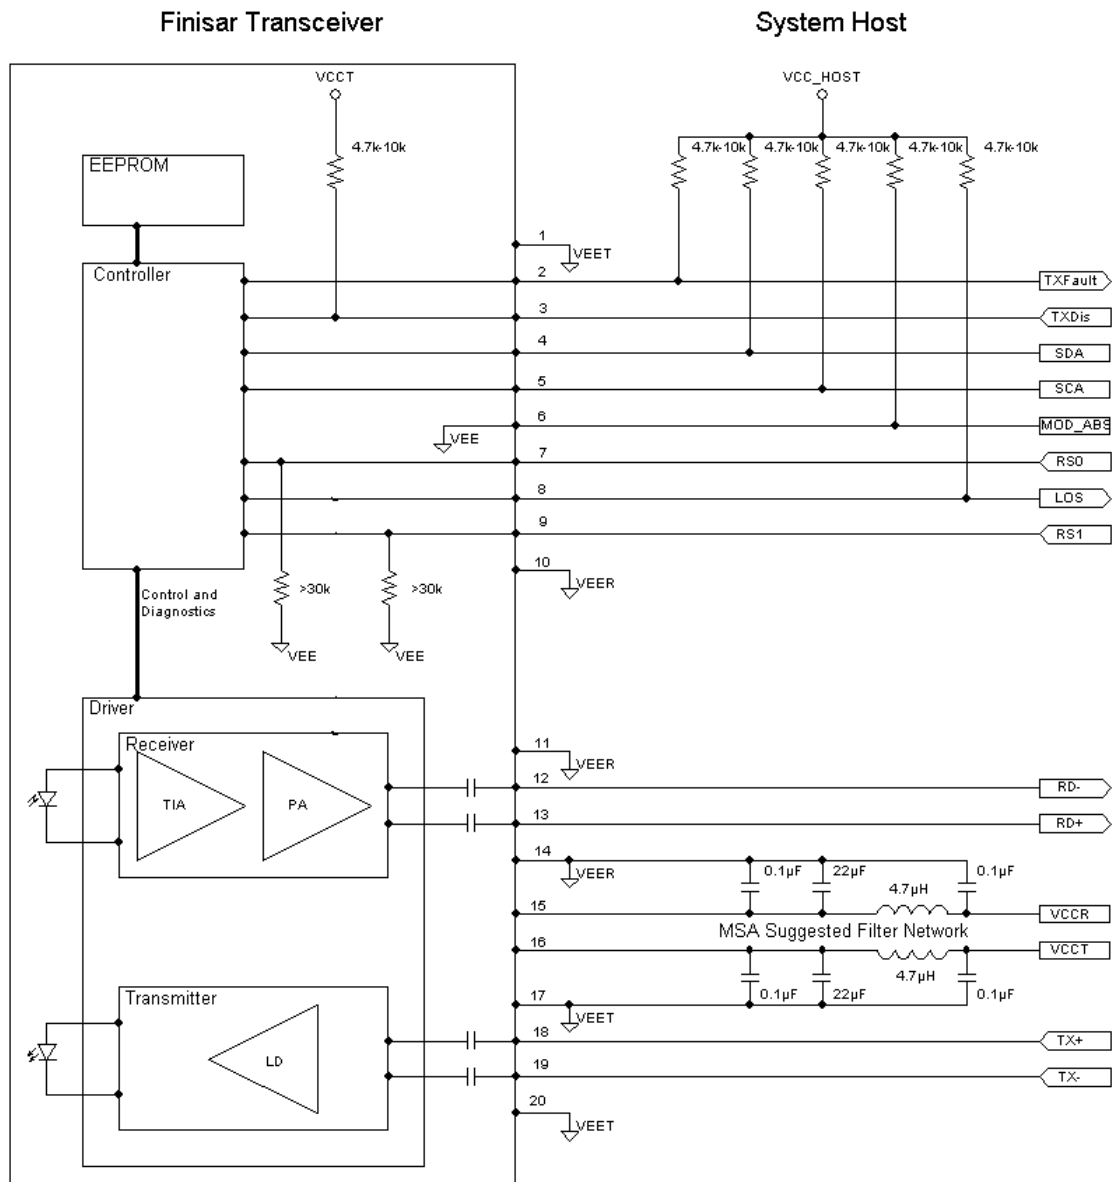 Finisar Transceiver
System Host
VCCT
VCC_HOST
4.7k-10k
4.7k-10k 4.7k-10k 4.7k-10k 4.7k-10k 4.7k-10k
EEPROM
Controller
1
VEET
2
TXFault
3
TXDis
4
SDA
5
SCA
6
VEE
MOD_ABS
7
RS0
8
LOS
9
RS1
10
VEER
>30k
>30k
Control and
Diagnostics
VEE
VEE
Driver
Receiver
TIA
PA
11
VEER
12
RD-
13
RD+
14
VEER
0.1µF
22µF
4.7µH
0.1µF
15
VCCR
MSA Suggested Filter Network
16
VCCT
4.7µH
0.1µF
22µF
0.1µF
17
VEET
Transmitter
LD
18
TX+
19
TX-
20
VEET